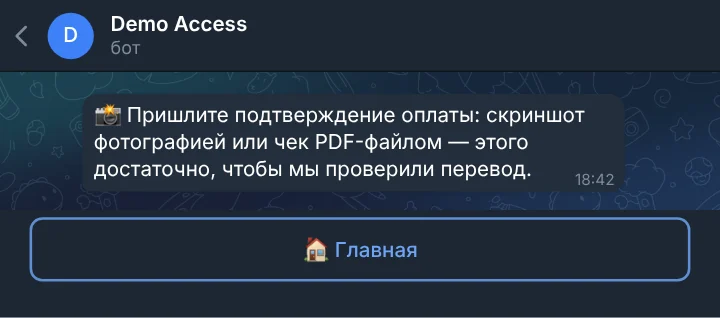 D
Demo Access
бот
📸 Пришлите подтверждение оплаты: скриншот
фотографией или чек PDF-файлом — этого
достаточно, чтобы мы проверили перевод.
18:42
🏠 Главная